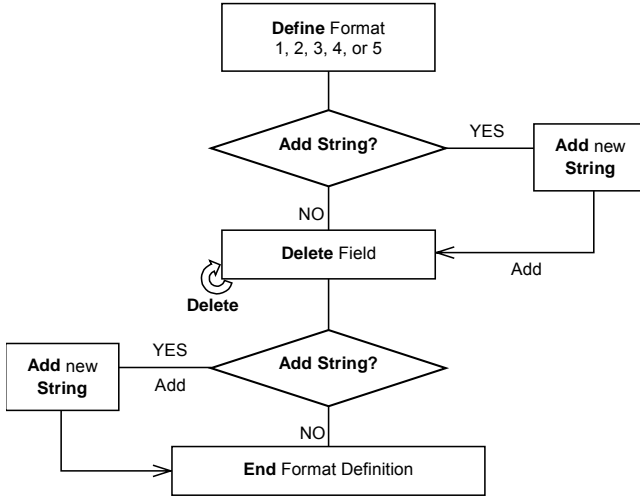 Define Format
1, 2, 3, 4, or 5
Add String?
YES
Add new
String
NO
Delete Field
Add
Delete
Add String?
YES
Add
Add new
String
NO
End Format Definition